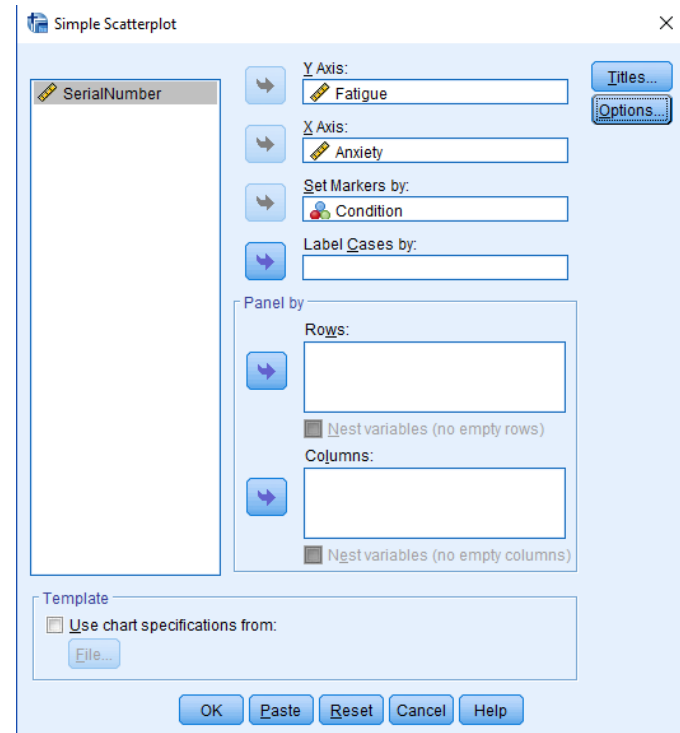 Simple Scatterplot
SerialNumber
Y Axis:
Fatigue
X Axis:
Anxiety
Set Markers by:
Condition
Label Cases by:
Panel by
Rows:
Nest variables (no empty rows)
Columns:
Nest variables (no empty columns)
Titles...
Options...
Template
Use chart specifications from:
File...
OK Paste Reset Cancel Help